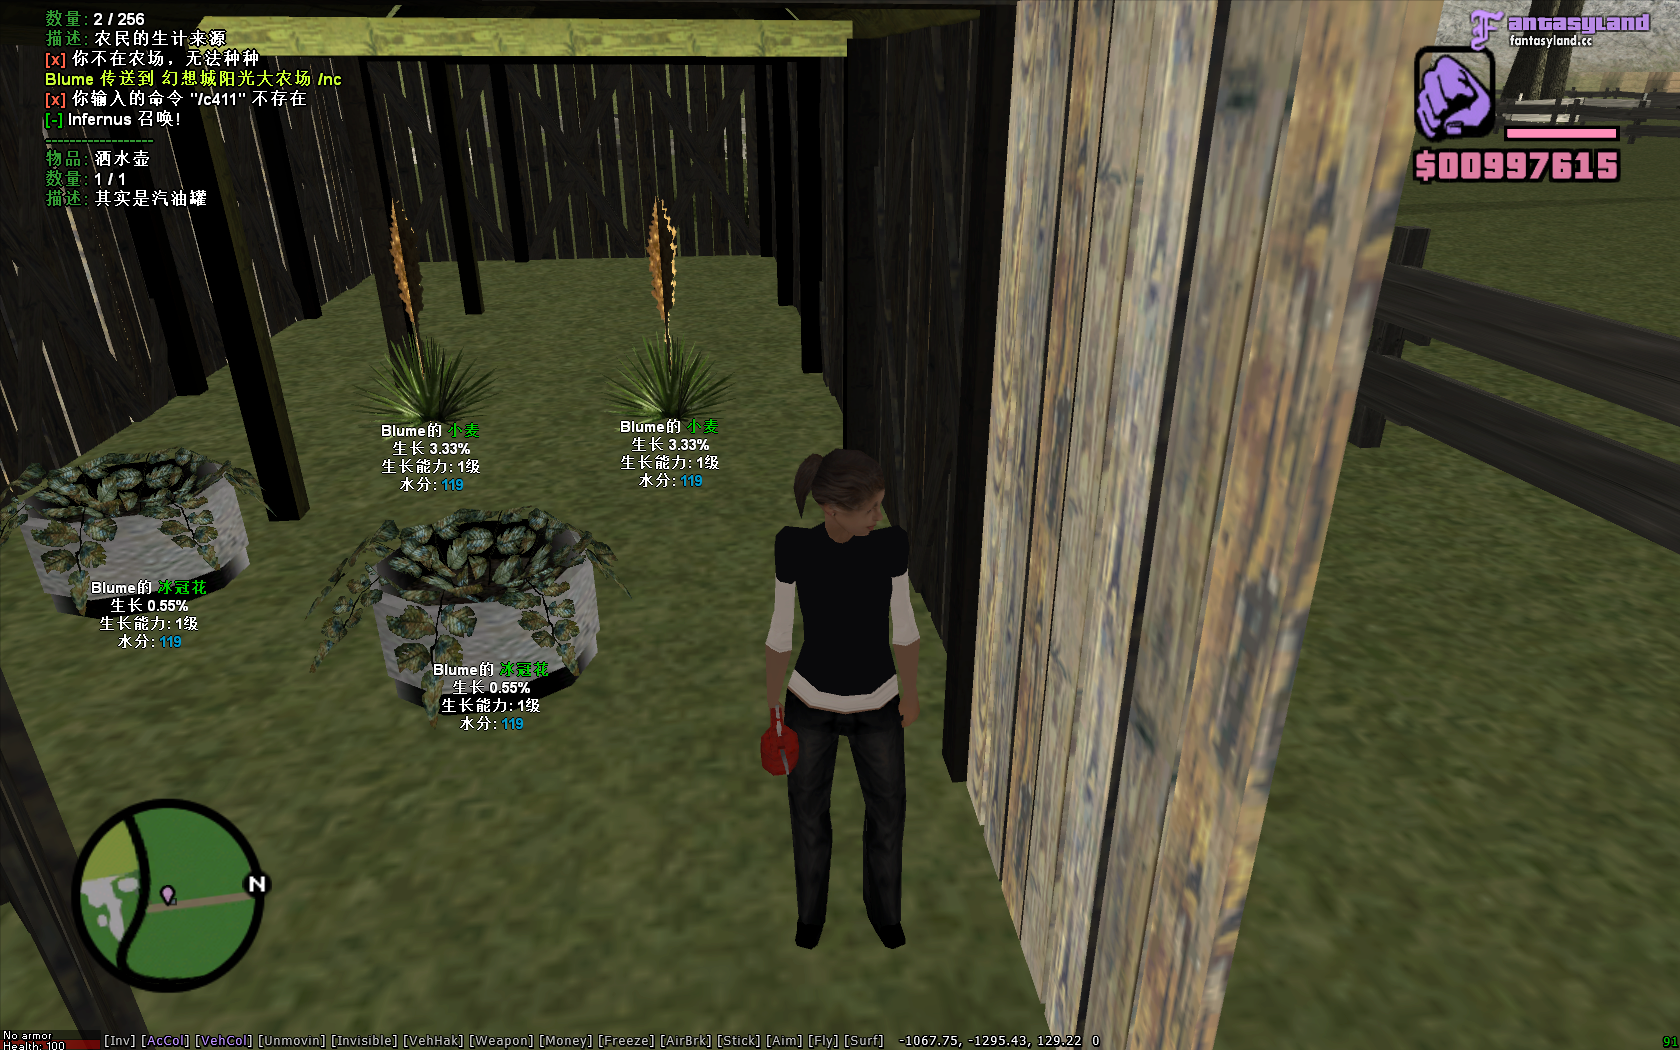 数量: 2 / 256
描述: 农民的生计来源
[x] 你不在农场，无法种种
Blume 传送到 幻想城阳光大农场 /nc
[x] 你输入的命令 "/c411" 不存在
[-] Infernus 召唤!
------------------
物品: 洒水壶
数量: 1 / 1
描述: 其实是汽油罐
Fantasyland
fantasyland.cc
$00997615
Blume的 小麦
生长 3.33%
生长能力: 1级
水分: 119
Blume的 小麦
生长 3.33%
生长能力: 1级
水分: 119
Blume的 冰冠花
生长 0.55%
生长能力: 1级
水分: 119
Blume的 冰冠花
生长 0.55%
生长能力: 1级
水分: 119
N
No armor
Health: 100
[Inv] [AcCol] [VehCol] [Unmovin] [Invisible] [VehHak] [Weapon] [Money] [Freeze] [AirBrk] [Stick] [Aim] [Fly] [Surf] -1067.75, -1295.43, 129.22 0
91